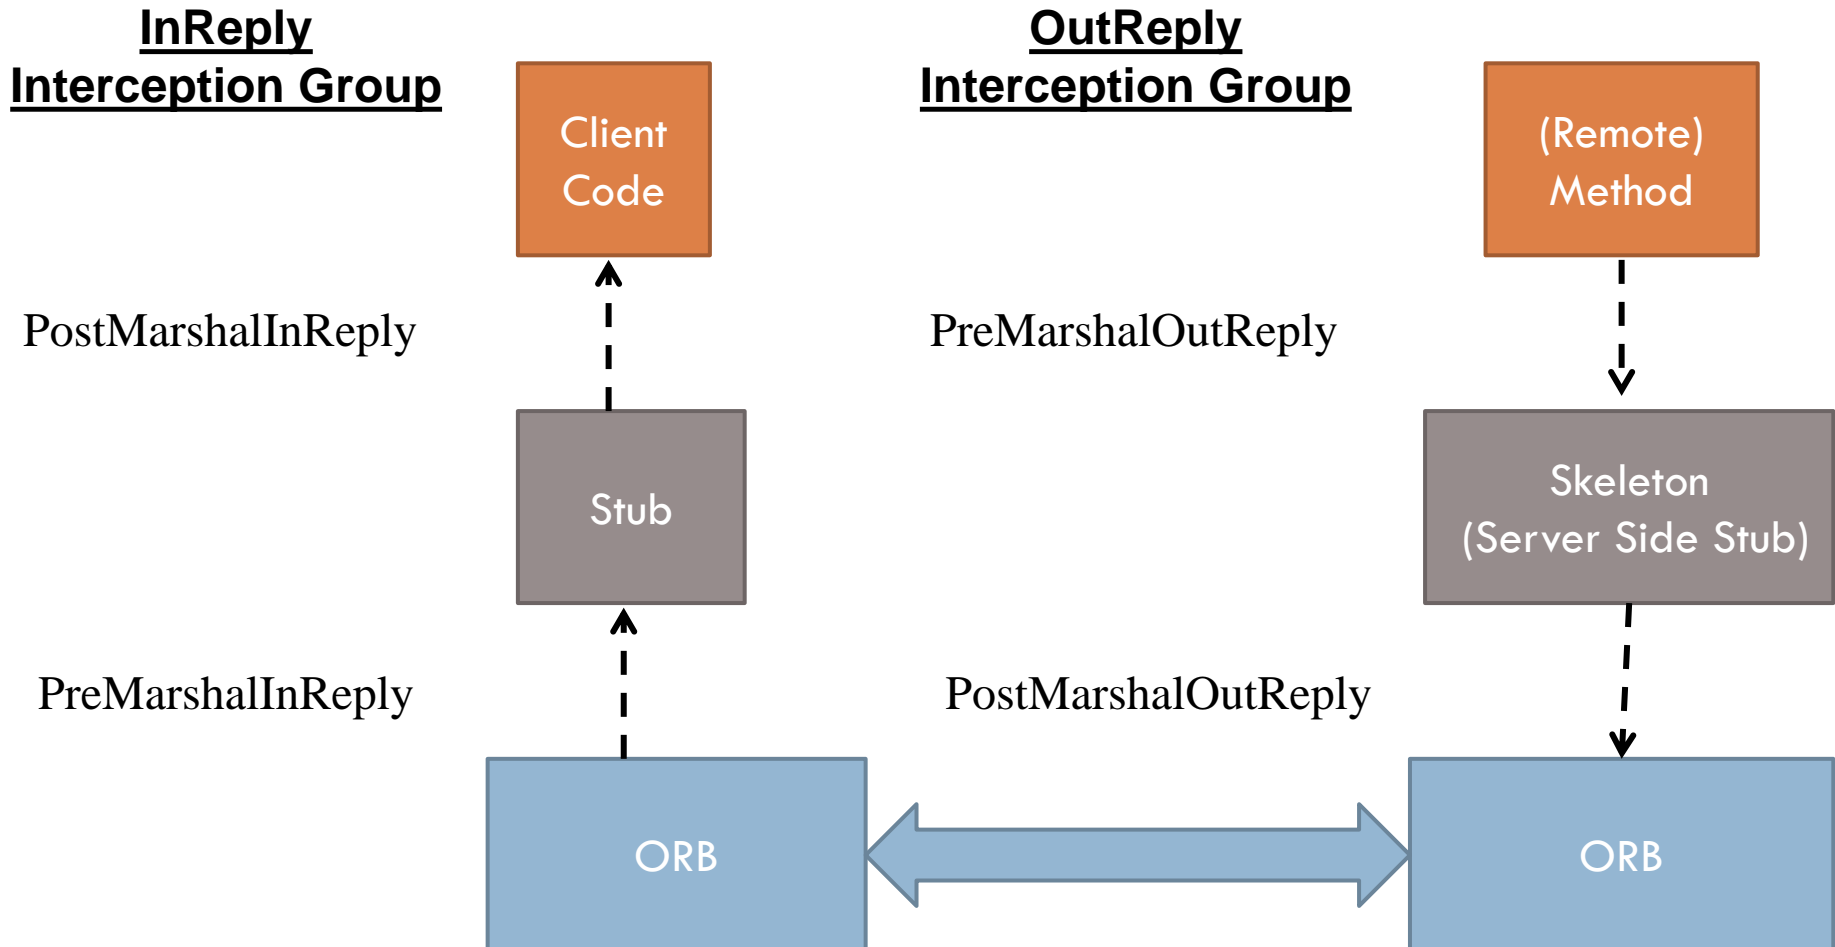 InReply
Interception Group
OutReply
Interception Group
Client
Code
(Remote)
Method
PostMarshalInReply
PreMarshalOutReply
Stub
Skeleton
(Server Side Stub)
PreMarshalInReply
PostMarshalOutReply
ORB
ORB